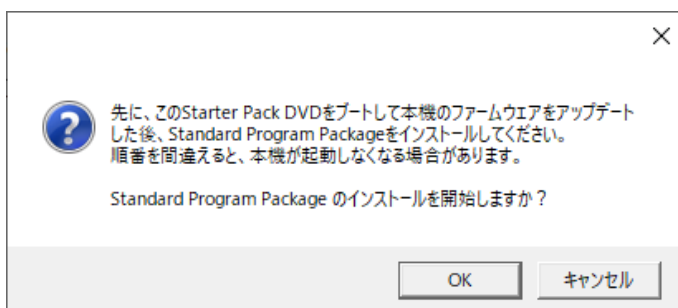 先に、このStarter Pack DVDをブートして本機のファームウェアをアップデート
した後、Standard Program Packageをインストールしてください。
順番を間違えると、本機が起動しなくなる場合があります。
Standard Program Package のインストールを開始しますか？
OK
キャンセル